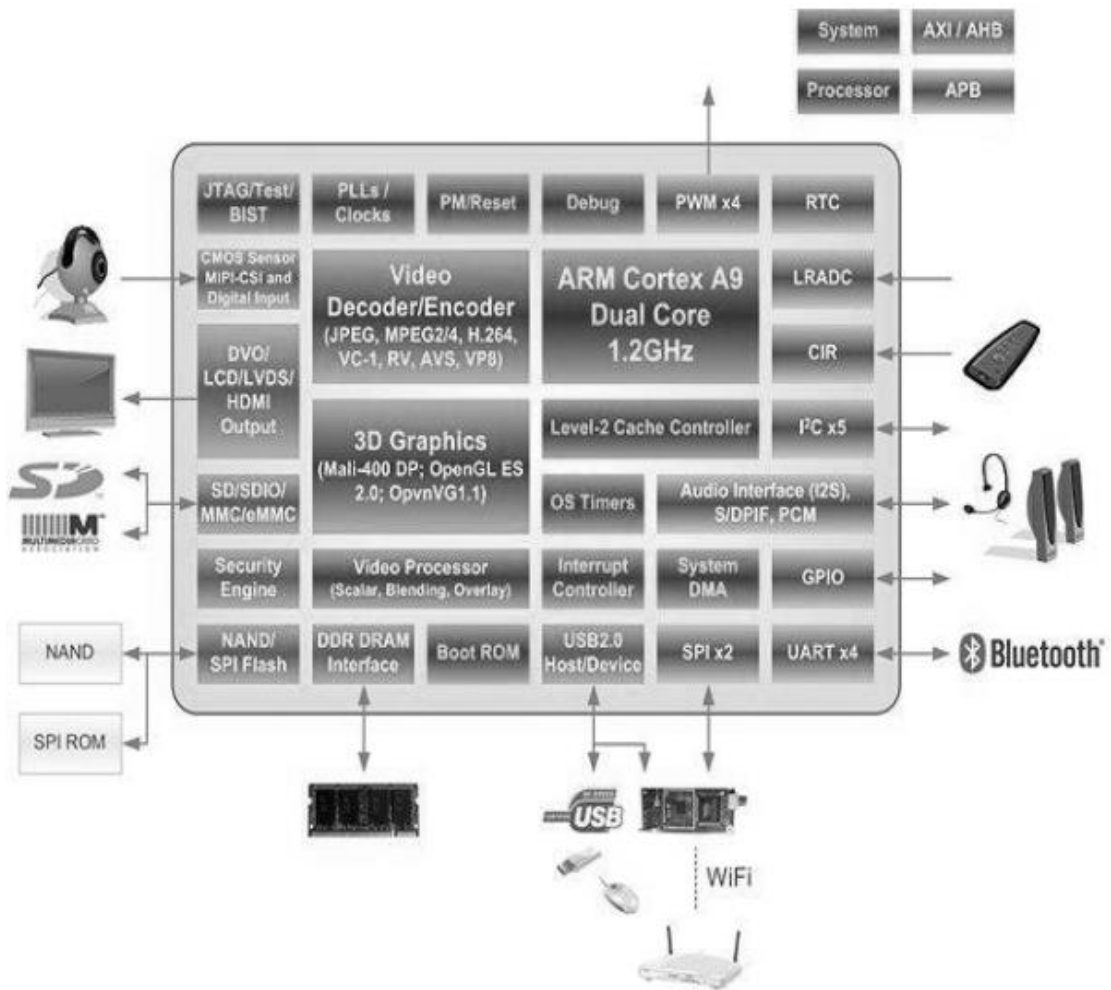 System
AXI / AHB
Processor
APB
JTAG/Test/
BIST
PLLs /
Clocks
PM/Reset
Debug
PWM x4
RTC
CMOS Sensor
MIPI-CSI and
Digital Input
Video
Decoder/Encoder
(JPEG, MPEG2/4, H.264,
VC-1, RV, AVS, VP8)
ARM Cortex A9
Dual Core
1.2GHz
LRADC
DVO/
LCD/LVDS/
HDMI
Output
CIR
3D Graphics
(Mali-400 DP; OpenGL ES
2.0; OpvnVG1.1)
Level-2 Cache Controller
I²C x5
SD
MULTIMEDIACARD
ASSOCIATION
SD/SDIO/
MMC/eMMC
OS Timers
Audio Interface (I2S),
S/DPIF, PCM
Security
Engine
Video Processor
(Scalar, Blending, Overlay)
Interrupt
Controller
System
DMA
GPIO
NAND
NAND/
SPI Flash
DDR DRAM
Interface
Boot ROM
USB2.0
Host/Device
SPI x2
UART x4
Bluetooth®
SPI ROM
USB
WiFi